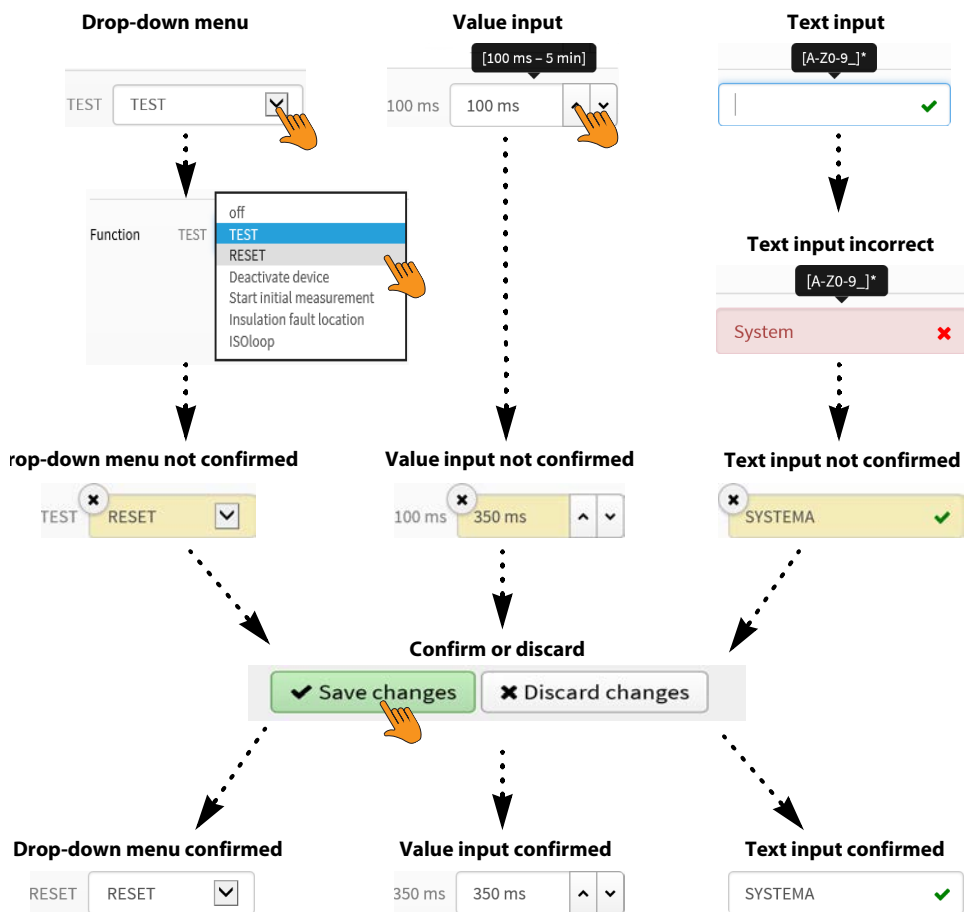 Drop-down menu
Value input
Text input
[100 ms – 5 min]
[A-Z0-9_]*
TEST TEST
100 ms 100 ms
off
Function TEST TEST
RESET
Deactivate device
Start initial measurement
Insulation fault location
ISOloop
Text input incorrect
[A-Z0-9_]*
System
rop-down menu not confirmed
Value input not confirmed
Text input not confirmed
TEST RESET
100 ms 350 ms
SYSTEMA
Confirm or discard
Save changes
Discard changes
Drop-down menu confirmed
Value input confirmed
Text input confirmed
RESET RESET
350 ms 350 ms
SYSTEMA